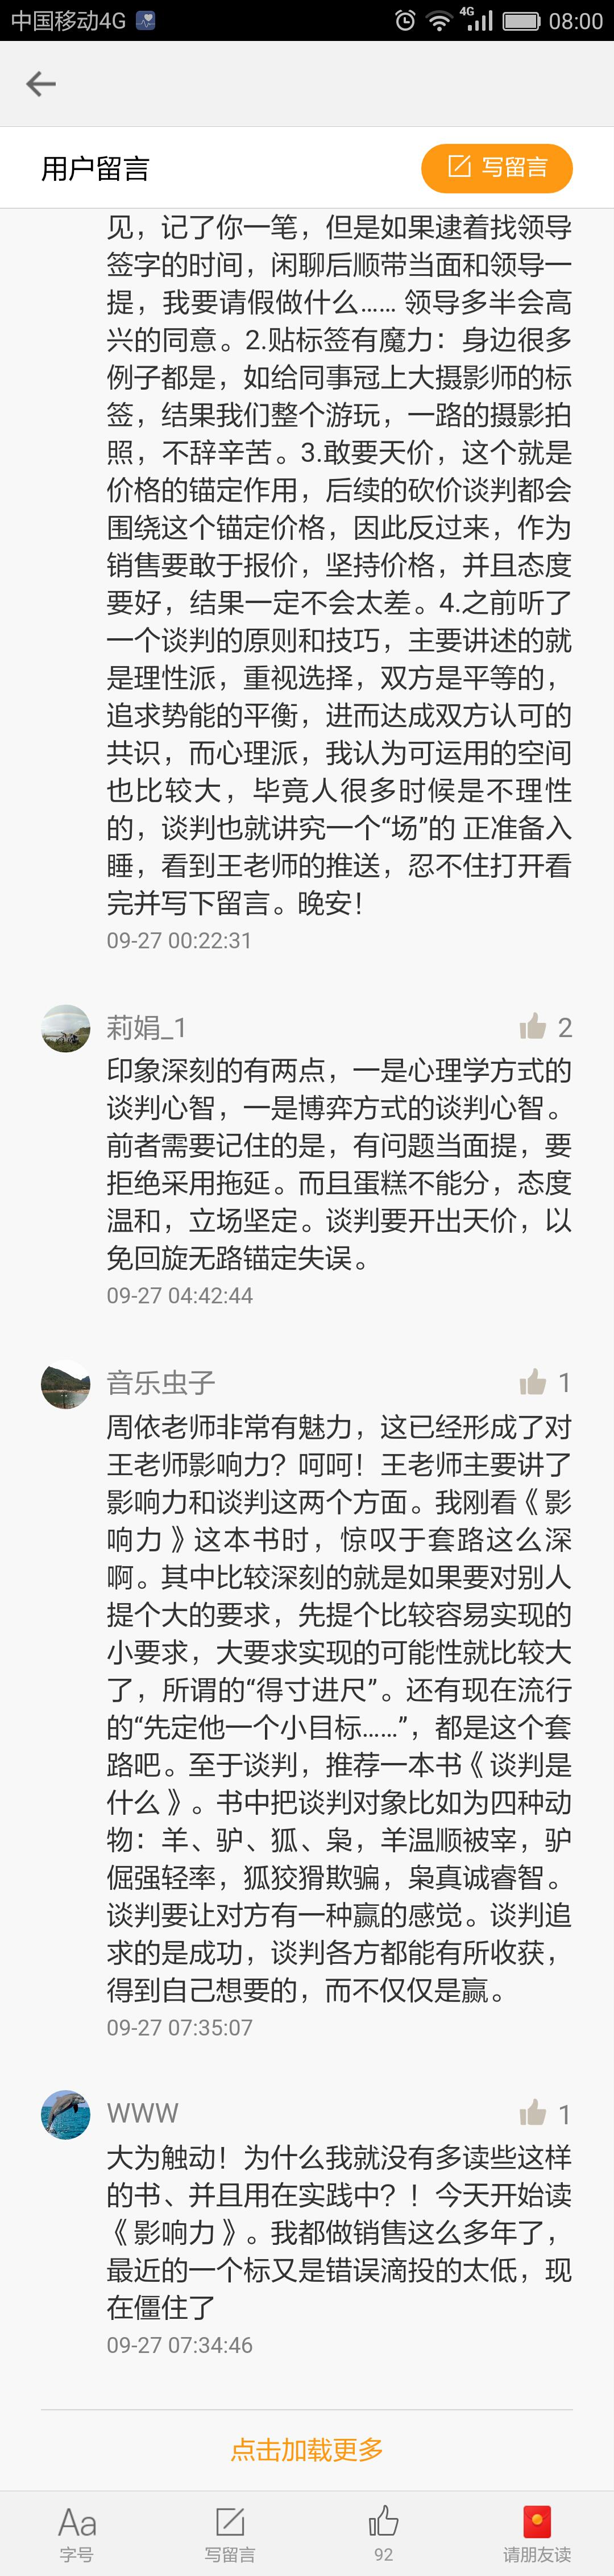 中国移动4G 4G 08:00
用户留言 写留言
见，记了你一笔，但是如果逮着找领导
签字的时间，闲聊后顺带当面和领导一
提，我要请假做什么…… 领导多半会高
兴的同意。2.贴标签有魔力：身边很多
例子都是，如给同事冠上大摄影师的标
签，结果我们整个游玩，一路的摄影拍
照，不辞辛苦。3.敢要天价，这个就是
价格的锚定作用，后续的砍价谈判都会
围绕这个锚定价格，因此反过来，作为
销售要敢于报价，坚持价格，并且态度
要好，结果一定不会太差。4.之前听了
一个谈判的原则和技巧，主要讲述的就
是理性派，重视选择，双方是平等的，
追求势能的平衡，进而达成双方认可的
共识，而心理派，我认为可运用的空间
也比较大，毕竟人很多时候是不理性
的，谈判也就讲究一个“场”的 正准备入
睡，看到王老师的推送，忍不住打开看
完并写下留言。晚安！
09-27 00:22:31
莉娟_1 2
印象深刻的有两点，一是心理学方式的
谈判心智，一是博弈方式的谈判心智。
前者需要记住的是，有问题当面提，要
拒绝采用拖延。而且蛋糕不能分，态度
温和，立场坚定。谈判要开出天价，以
免回旋无路锚定失误。
09-27 04:42:44
音乐虫子 1
周依老师非常有魅力，这已经形成了对
王老师影响力？呵呵！王老师主要讲了
影响力和谈判这两个方面。我刚看《影
响力》这本书时，惊叹于套路这么深
啊。其中比较深刻的就是如果要对别人
提个大的要求，先提个比较容易实现的
小要求，大要求实现的可能性就比较大
了，所谓的“得寸进尺”。还有现在流行
的“先定他一个小目标……”，都是这个套
路吧。至于谈判，推荐一本书《谈判是
什么》。书中把谈判对象比如为四种动
物：羊、驴、狐、枭，羊温顺被宰，驴
倔强轻率，狐狡猾欺骗，枭真诚睿智。
谈判要让对方有一种赢的感觉。谈判追
求的是成功，谈判各方都能有所收获，
得到自己想要的，而不仅仅是赢。
09-27 07:35:07
WWW 1
大为触动！为什么我就没有多读些这样
的书、并且用在实践中？！今天开始读
《影响力》。我都做销售这么多年了，
最近的一个标又是错误滴投的太低，现
在僵住了
09-27 07:34:46
点击加载更多
Aa
字号 写留言 92 请朋友读